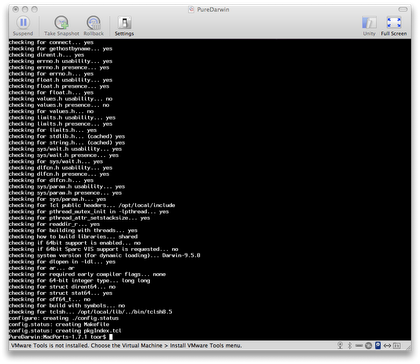 PureDarwin
Suspend Take Snapshot Rollback Settings Unity Full Screen
checking for connect... yes
checking for gethostbyname... yes
checking dirent.h... yes
checking errno.h usability... yes
checking errno.h presence... yes
checking for errno.h... yes
checking float.h usability... yes
checking float.h presence... yes
checking for float.h... yes
checking values.h usability... no
checking values.h presence... no
checking for values.h... no
checking limits.h usability... yes
checking limits.h presence... yes
checking for limits.h... yes
checking for stdlib.h... (cached) yes
checking for string.h... (cached) yes
checking sys/wait.h usability... yes
checking sys/wait.h presence... yes
checking for sys/wait.h... yes
checking dlfcn.h usability... yes
checking dlfcn.h presence... yes
checking for dlfcn.h... yes
checking sys/param.h usability... yes
checking sys/param.h presence... yes
checking for sys/param.h... yes
checking for Tcl public headers... /opt/local/include
checking for pthread_mutex_init in -lpthread... yes
checking for pthread_attr_setstacksize... yes
checking for readdir_r... yes
checking for building with threads... yes
checking how to build libraries... shared
checking if 64bit support is enabled... no
checking if 64bit Sparc VIS support is requested... no
checking system version (for dynamic loading)... Darwin-9.5.0
checking for dlopen in -ldl... yes
checking for ar... ar
checking for required early compiler flags... none
checking for 64-bit integer type... long long
checking for struct dirent64... no
checking for struct stat64... yes
checking for off64_t... no
checking for build with symbols... no
checking for tclsh... /opt/local/lib/../bin/tclsh8.5
configure: creating ./config.status
config.status: creating Makefile
config.status: creating pkgIndex.tcl
PureDarwin:MacPorts-1.7.1 toor$
VMware Tools is not installed. Choose the Virtual Machine > Install VMware Tools menu.